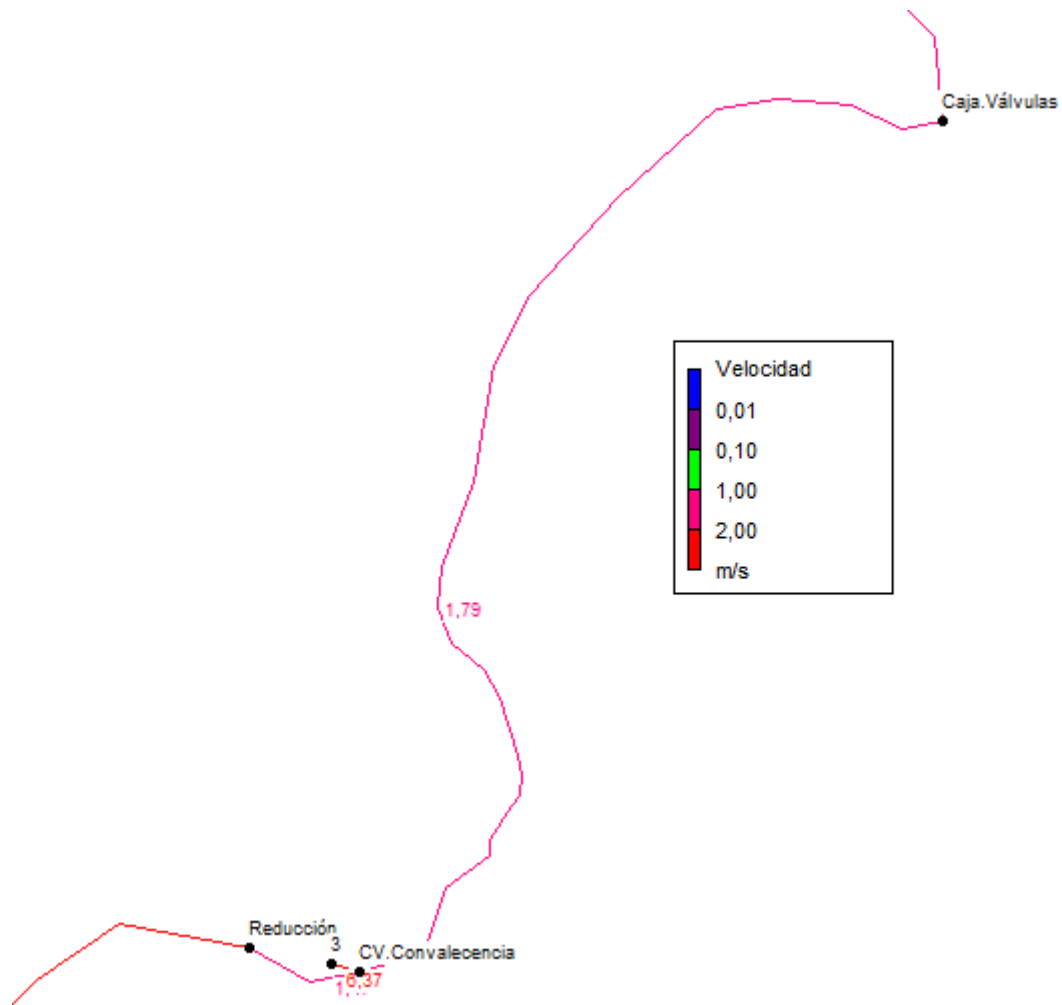 Caja.Válvulas
Velocidad
0,01
0,10
1,00
2,00
m/s
1,79
Reducción
3
CV.Convalecencia
6,37